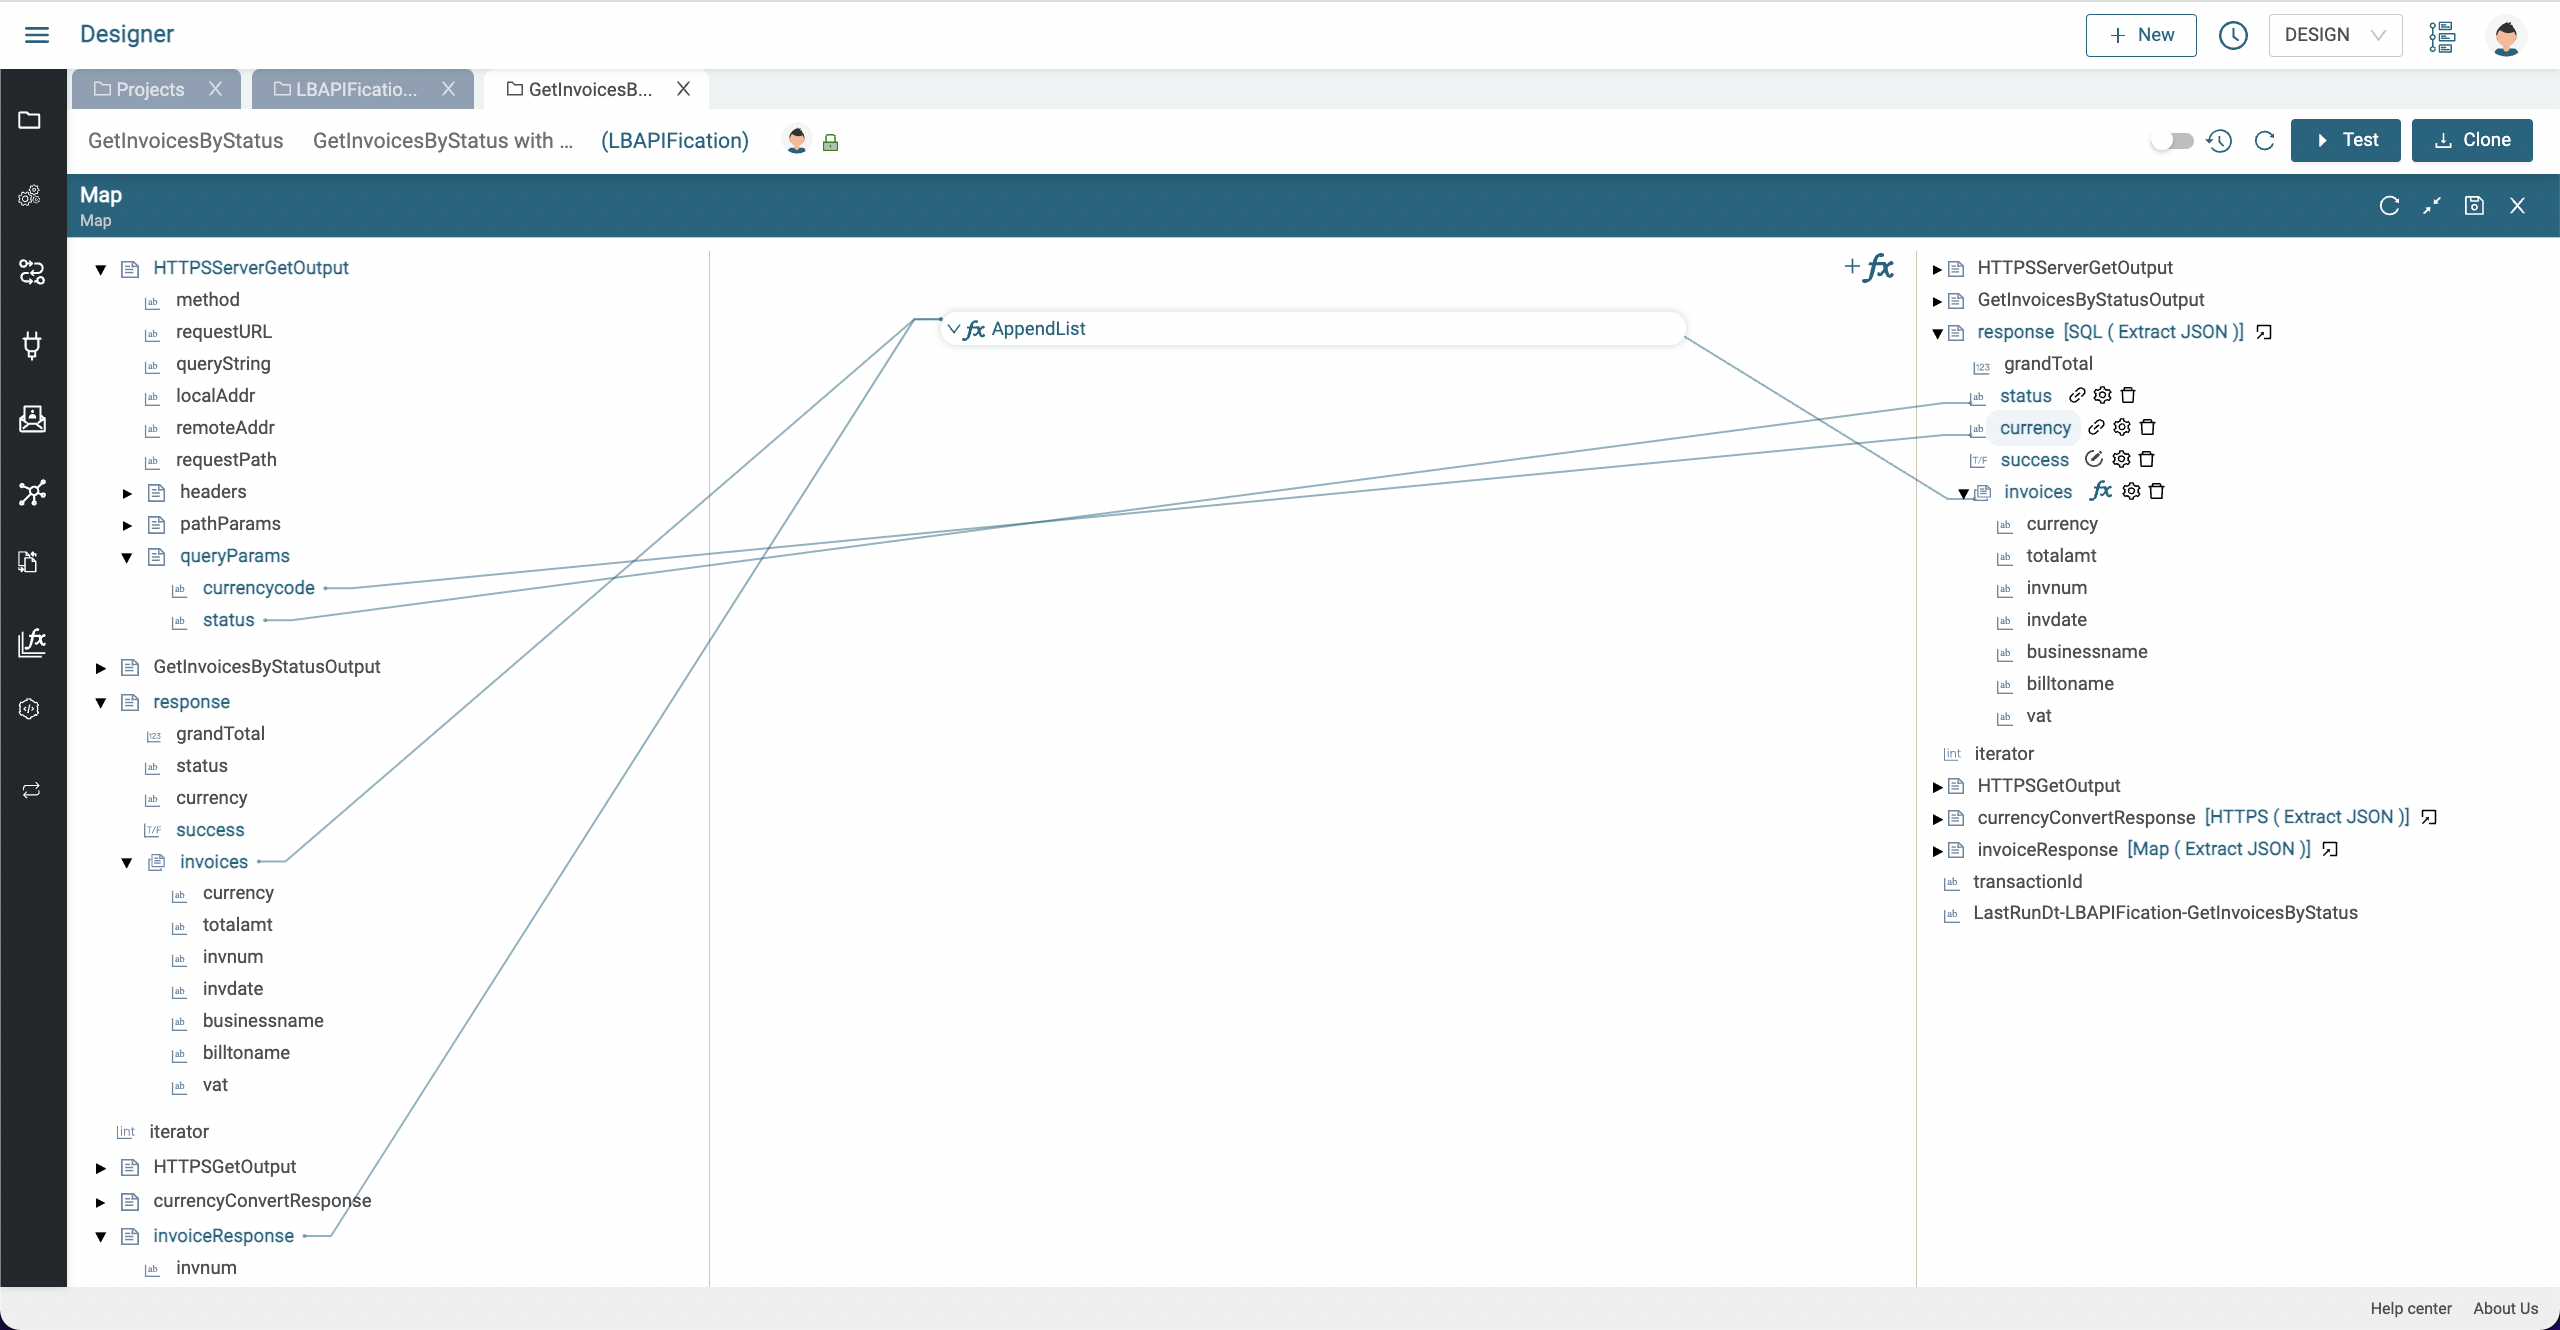 Designer
New
DESIGN
Projects
LBAPIFicatio...
GetInvoicesB...
GetInvoicesByStatus
GetInvoicesByStatus with ...
(LBAPIFication)
Test
Clone
Map
Map
HTTPSServerGetOutput
method
requestURL
queryString
localAddr
remoteAddr
requestPath
headers
pathParams
queryParams
currencycode
status
GetInvoicesByStatusOutput
response
grandTotal
status
currency
success
invoices
currency
totalamt
invnum
invdate
businessname
billtoname
vat
iterator
HTTPSGetOutput
currencyConvertResponse
invoiceResponse
invnum
+ fx
fx AppendList
HTTPSServerGetOutput
GetInvoicesByStatusOutput
response [SQL ( Extract JSON )]
grandTotal
status
currency
success
invoices fx
currency
totalamt
invnum
invdate
businessname
billtoname
vat
iterator
HTTPSGetOutput
currencyConvertResponse [HTTPS ( Extract JSON )]
invoiceResponse [Map ( Extract JSON )]
transactionId
LastRunDt-LBAPIFication-GetInvoicesByStatus
Help center
About Us